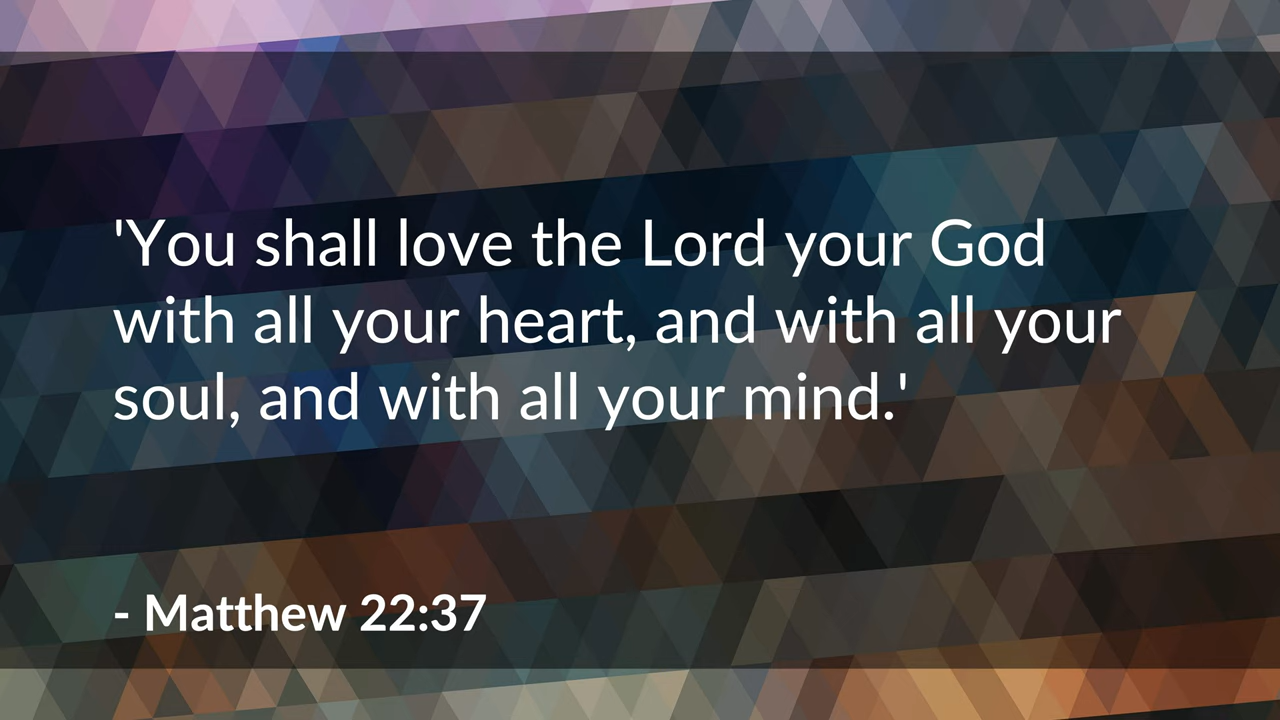 'You shall love the Lord your God
with all your heart, and with all your
soul, and with all your mind.'
- Matthew 22:37